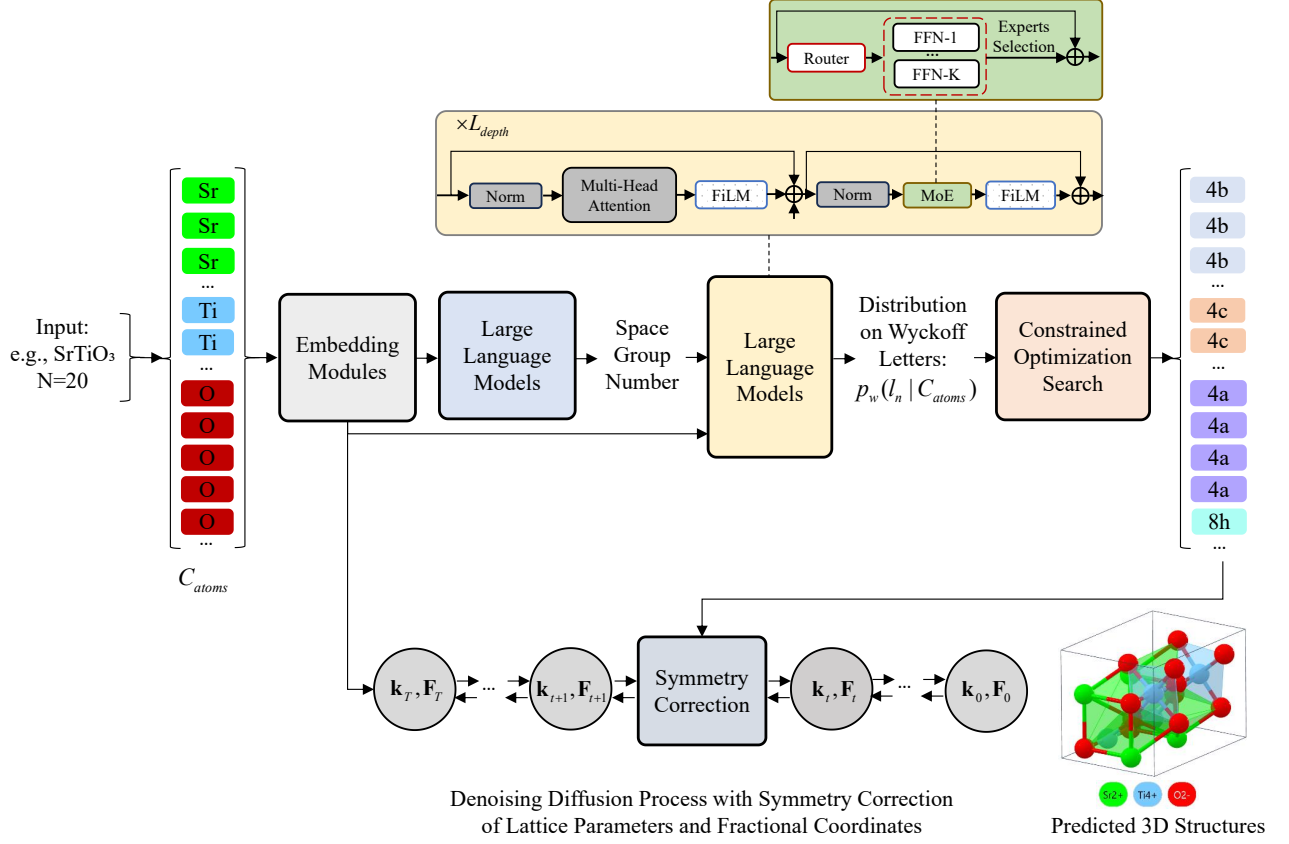 Router
FFN-1
...
FFN-K
Experts
Selection
×L_depth
Norm
Multi-Head
Attention
FiLM
Norm
MoE
FiLM
Input:
e.g., SrTiO₃
N=20
Sr
Sr
Sr
...
Ti
Ti
...
O
O
O
O
O
...
C_atoms
Embedding
Modules
Large
Language
Models
Space
Group
Number
Large
Language
Models
Distribution
on Wyckoff
Letters:
p_w(l_n | C_atoms)
Constrained
Optimization
Search
4b
4b
4b
...
4c
4c
...
4a
4a
4a
4a
8h
...
k_T, F_T
...
k_{t+1}, F_{t+1}
Symmetry
Correction
k_t, F_t
...
k_0, F_0
Sr2+
Ti4+
O2-
Denoising Diffusion Process with Symmetry Correction
of Lattice Parameters and Fractional Coordinates
Predicted 3D Structures